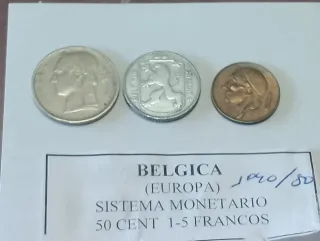 BELGICA
(EUROPA) 1940/80
SISTEMA MONETARIO
50 CENT 1-5 FRANCOS